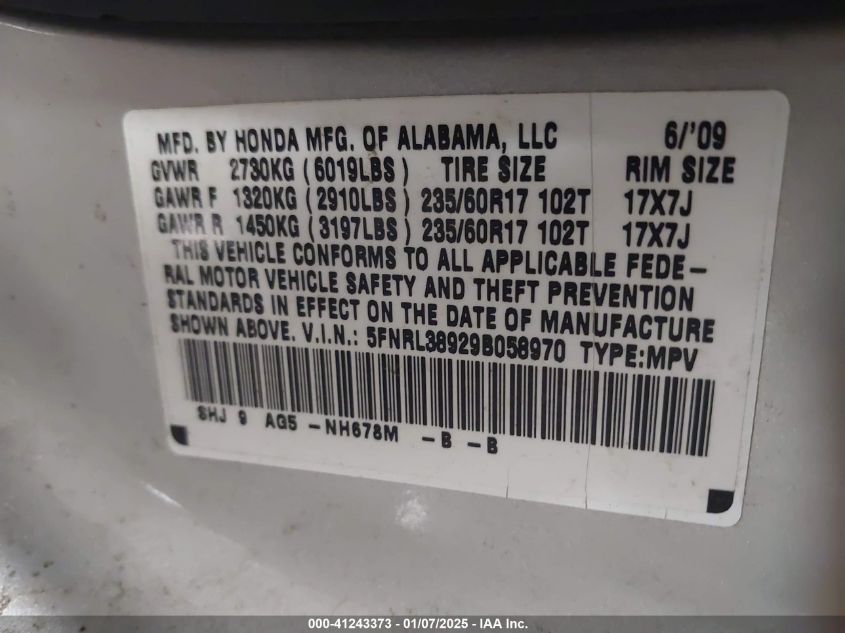 MFD. BY HONDA MFG. OF ALABAMA, LLC 6/'09
GVWR 2730KG (6019LBS) TIRE SIZE RIM SIZE
GAWR F 1320KG (2910LBS) 235/60R17 102T 17X7J
GAWR R 1450KG (3197LBS) 235/60R17 102T 17X7J
THIS VEHICLE CONFORMS TO ALL APPLICABLE FEDE-
RAL MOTOR VEHICLE SAFETY AND THEFT PREVENTION
STANDARDS IN EFFECT ON THE DATE OF MANUFACTURE
SHOWN ABOVE. V.I.N.: 5FNRL38929B058970 TYPE:MPV
SHJ 9 AG5 -NH678M -B -B
000-41243373 — 01/07/2025 — IAA Inc.